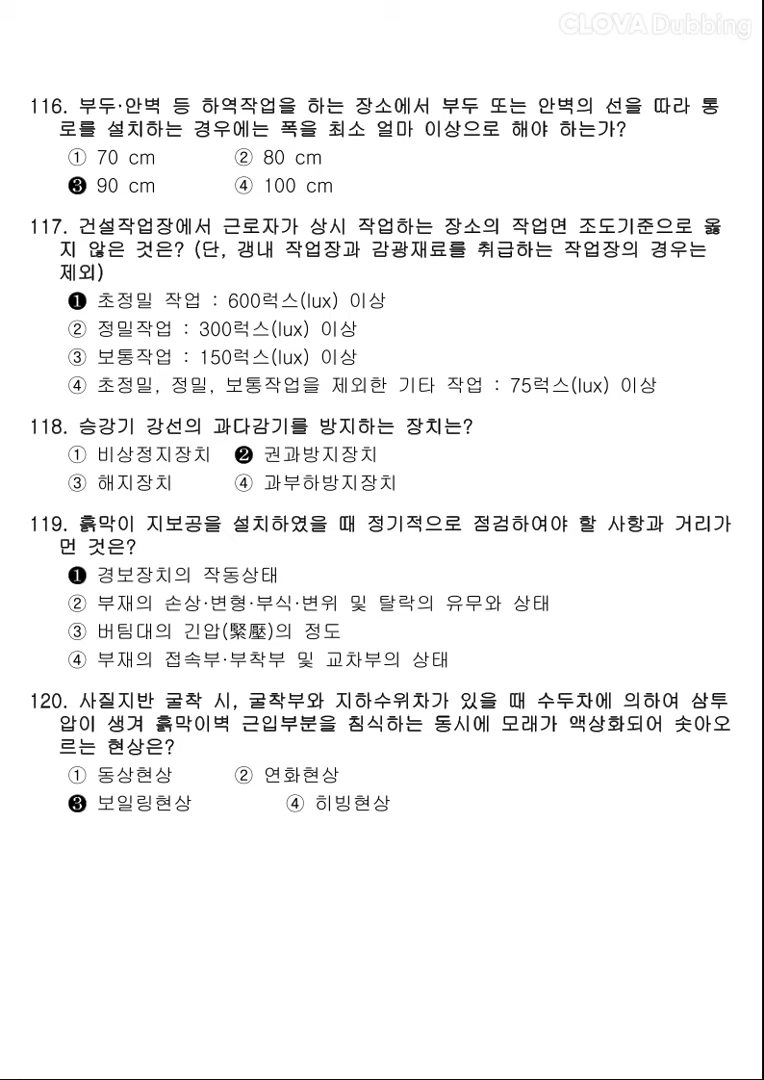 CLOVA Dubbing
116. 부두·안벽 등 하역작업을 하는 장소에서 부두 또는 안벽의 선을 따라 통
로를 설치하는 경우에는 폭을 최소 얼마 이상으로 해야 하는가?
① 70 cm ② 80 cm
❸ 90 cm ④ 100 cm
117. 건설작업장에서 근로자가 상시 작업하는 장소의 작업면 조도기준으로 옳
지 않은 것은? (단, 갱내 작업장과 감광재료를 취급하는 작업장의 경우는
제외)
❶ 초정밀 작업 : 600럭스(lux) 이상
② 정밀작업 : 300럭스(lux) 이상
③ 보통작업 : 150럭스(lux) 이상
④ 초정밀, 정밀, 보통작업을 제외한 기타 작업 : 75럭스(lux) 이상
118. 승강기 강선의 과다감기를 방지하는 장치는?
① 비상정지장치 ❷ 권과방지장치
③ 해지장치 ④ 과부하방지장치
119. 흙막이 지보공을 설치하였을 때 정기적으로 점검하여야 할 사항과 거리가
먼 것은?
❶ 경보장치의 작동상태
② 부재의 손상·변형·부식·변위 및 탈락의 유무와 상태
③ 버팀대의 긴압(緊壓)의 정도
④ 부재의 접속부·부착부 및 교차부의 상태
120. 사질지반 굴착 시, 굴착부와 지하수위차가 있을 때 수두차에 의하여 삼투
압이 생겨 흙막이벽 근입부분을 침식하는 동시에 모래가 액상화되어 솟아오
르는 현상은?
① 동상현상 ② 연화현상
❸ 보일링현상 ④ 히빙현상